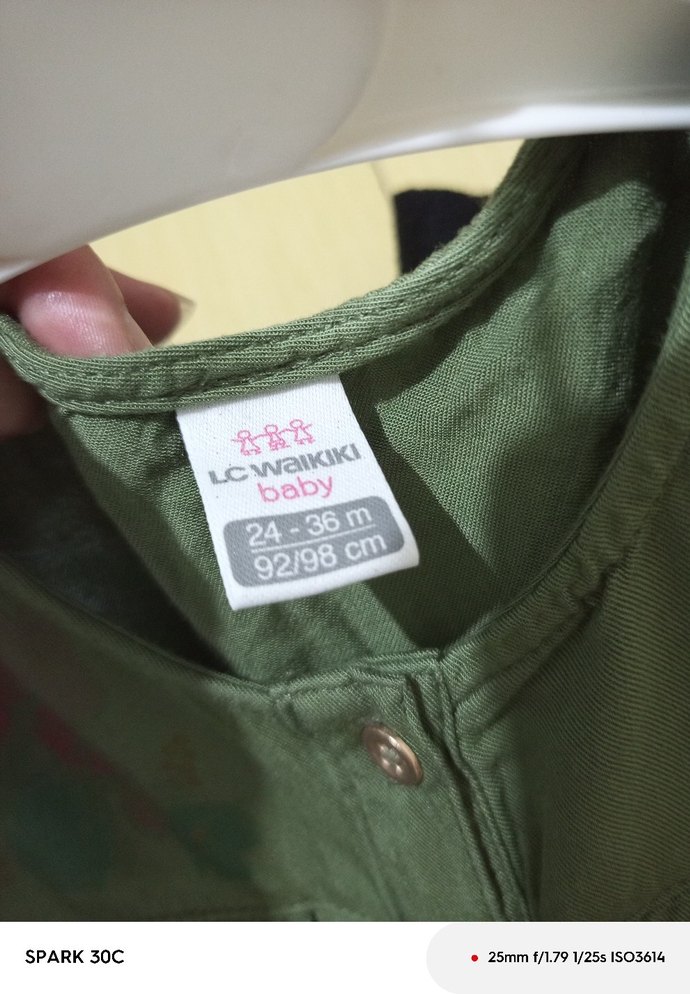 LC WAIKIKI
baby
24 - 36 m
92/98 cm
SPARK 30C
25mm f/1.79 1/25s ISO3614